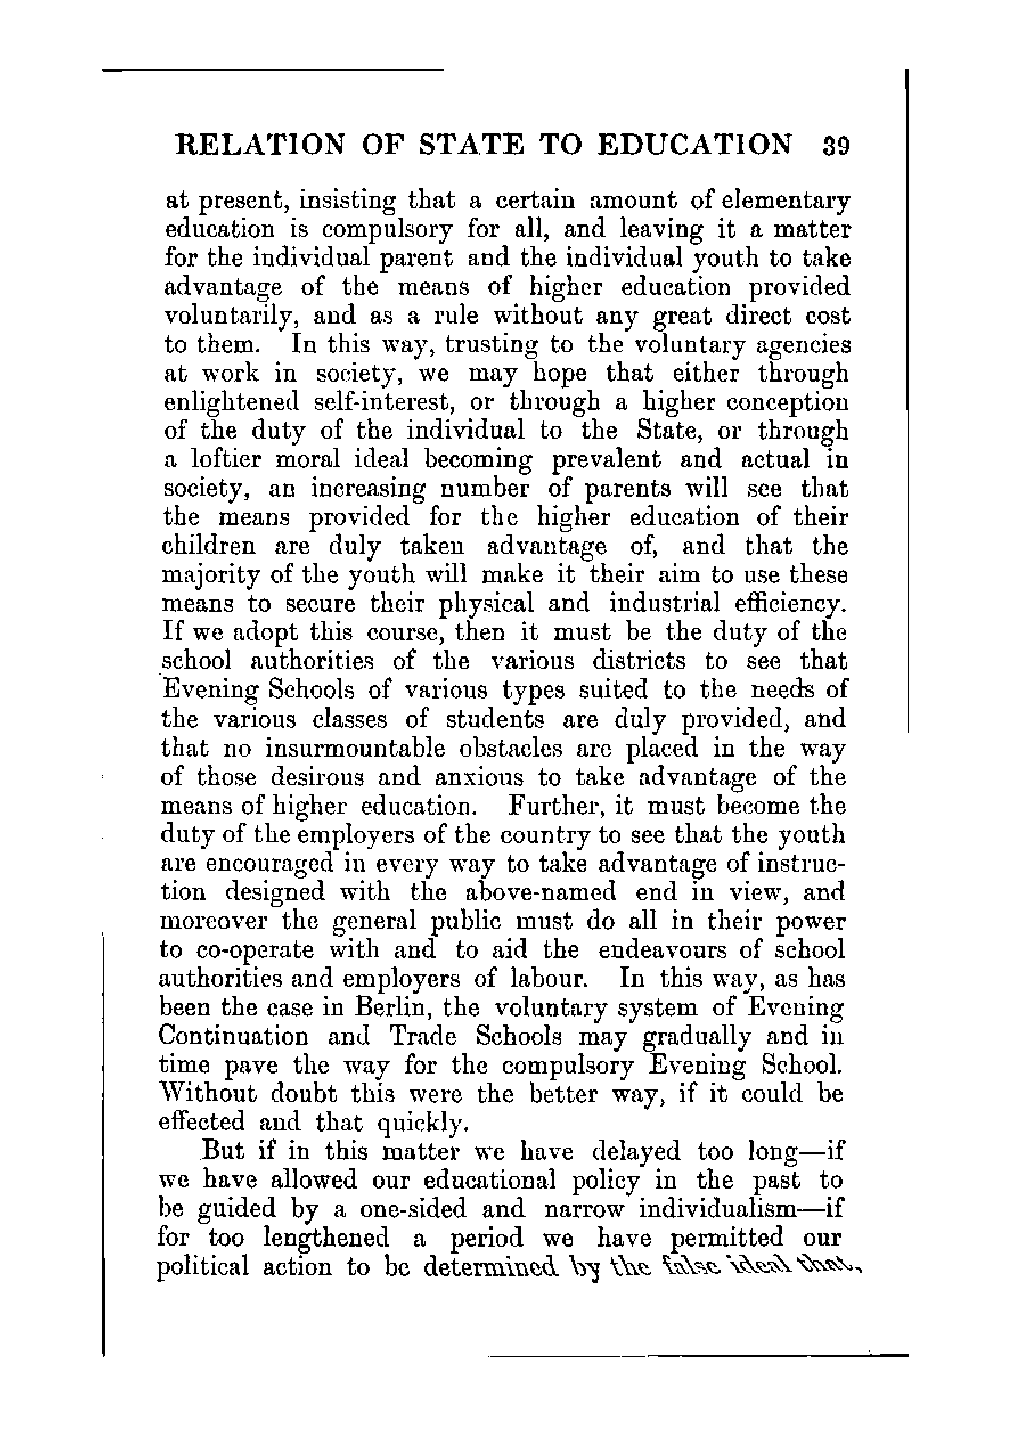 RELATION OF STATE TO EDUCATION 39
at present, insisting that a certain amount of elementary
education is compulsory for all, and leaving it a matter
for the individual parent and the individual youth to take
advantage of the means of higher education provided
voluntarily, and as a rule without any great direct cost
to them. In this way, trusting to the voluntary agencies
at work in society, we may hope that either through
enlightened self-interest, or through a higher conception
of the duty of the individual to the State, or through
a loftier moral ideal becoming prevalent and actual in
society, an increasing number of parents will see that
the means provided for the higher education of their
children are duly taken advantage of, and that the
majority of the youth will make it their aim to use these
means to secure their physical and industrial efficiency.
If we adopt this course, then it must be the duty of the
school authorities of the various districts to see that
Evening Schools of various types suited to the needs of
the various classes of students are duly provided, and
that no insurmountable obstacles are placed in the way
of those desirous and anxious to take advantage of the
means of higher education. Further, it must become the
duty of the employers of the country to see that the youth
are encouraged in every way to take advantage of instruc-
tion designed with the above-named end in view, and
moreover the general public must do all in their power
to co-operate with and to aid the endeavours of school
authorities and employers of labour. In this way, as has
been the case in Berlin, the voluntary system of Evening
Continuation and Trade Schools may gradually and in
time pave the way for the compulsory Evening School.
Without doubt this were the better way, if it could be
effected and that quickly.
But if in this matter we have delayed too long—if
we have allowed our educational policy in the past to
be guided by a one-sided and narrow individualism—if
for too lengthened a period we have permitted our
political action to be determined by the false ideal that,